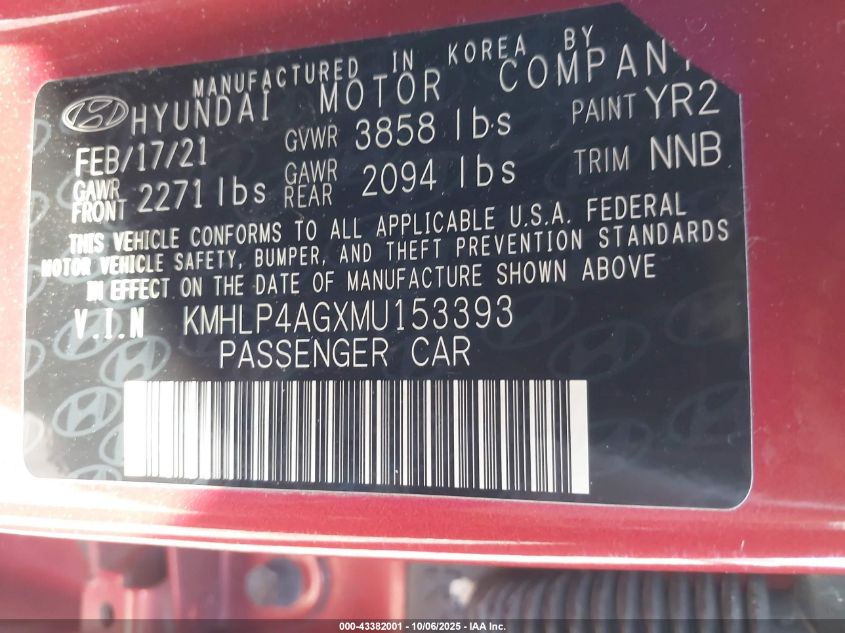 MANUFACTURED IN KOREA BY
HYUNDAI MOTOR COMPANY
FEB/17/21 GVWR 3858 lbs PAINT YR2
GAWR FRONT 2271 lbs GAWR REAR 2094 lbs TRIM NNB
THIS VEHICLE CONFORMS TO ALL APPLICABLE U.S.A. FEDERAL
MOTOR VEHICLE SAFETY, BUMPER, AND THEFT PREVENTION STANDARDS
IN EFFECT ON THE DATE OF MANUFACTURE SHOWN ABOVE
V.I.N KMHLP4AGXMU153393
PASSENGER CAR
000-43382001 - 10/06/2025 - IAA Inc.